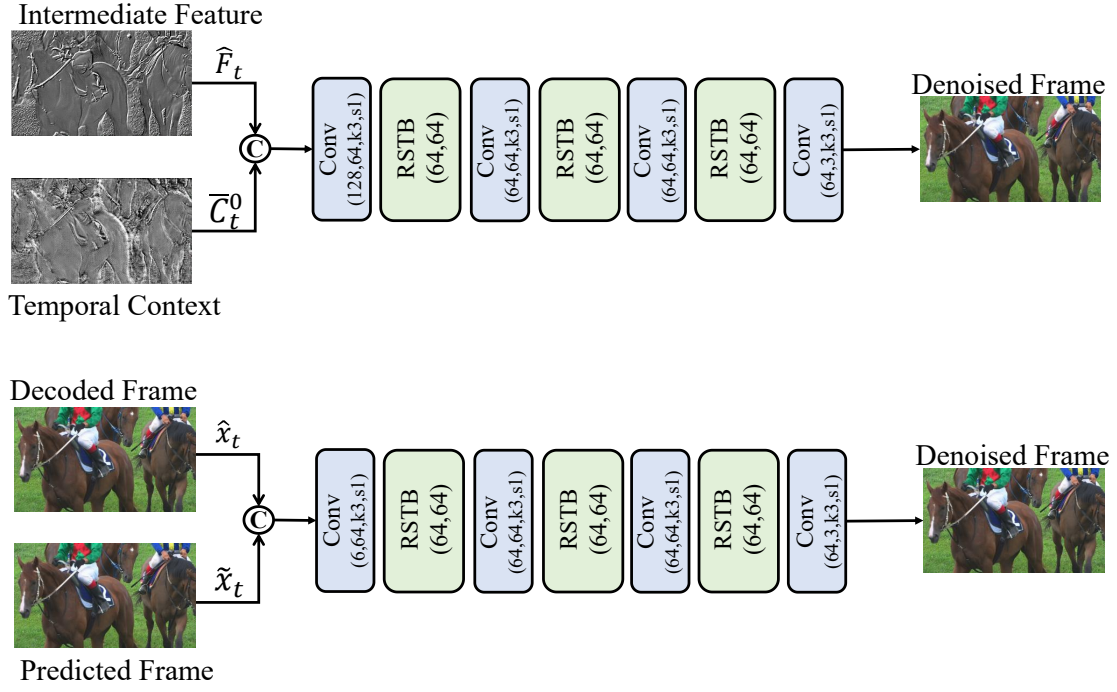 Intermediate Feature
F̂t
C
C̅t0
Temporal Context
Conv
(128,64,k3,s1)
RSTB
(64,64)
Conv
(64,64,k3,s1)
RSTB
(64,64)
Conv
(64,64,k3,s1)
RSTB
(64,64)
Conv
(64,3,k3,s1)
Denoised Frame
Decoded Frame
x̂t
C
x̃t
Predicted Frame
Conv
(6,64,k3,s1)
RSTB
(64,64)
Conv
(64,64,k3,s1)
RSTB
(64,64)
Conv
(64,64,k3,s1)
RSTB
(64,64)
Conv
(64,3,k3,s1)
Denoised Frame